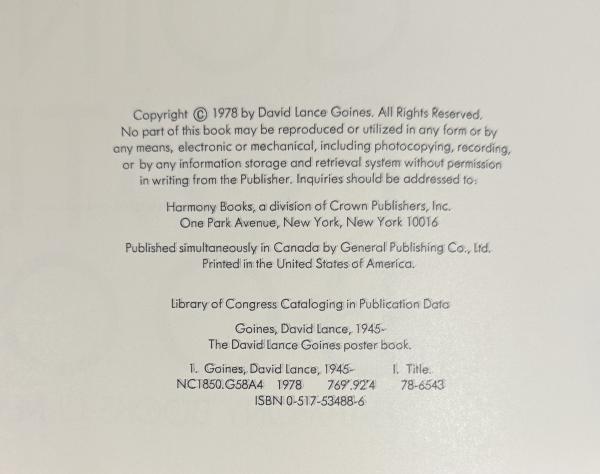 Copyright © 1978 by David Lance Goines. All Rights Reserved.
No part of this book may be reproduced or utilized in any form or by
any means, electronic or mechanical, including photocopying, recording,
or by any information storage and retrieval system without permission
in writing from the Publisher. Inquiries should be addressed to:
Harmony Books, a division of Crown Publishers, Inc.
One Park Avenue, New York, New York 10016
Published simultaneously in Canada by General Publishing Co., Ltd.
Printed in the United States of America.
Library of Congress Cataloging in Publication Data
Goines, David Lance, 1945-
The David Lance Goines poster book.
1. Goines, David Lance, 1945- I. Title.
NC1850.G58A4 1978 769'.92'4 78-6543
ISBN 0-517-53488-6